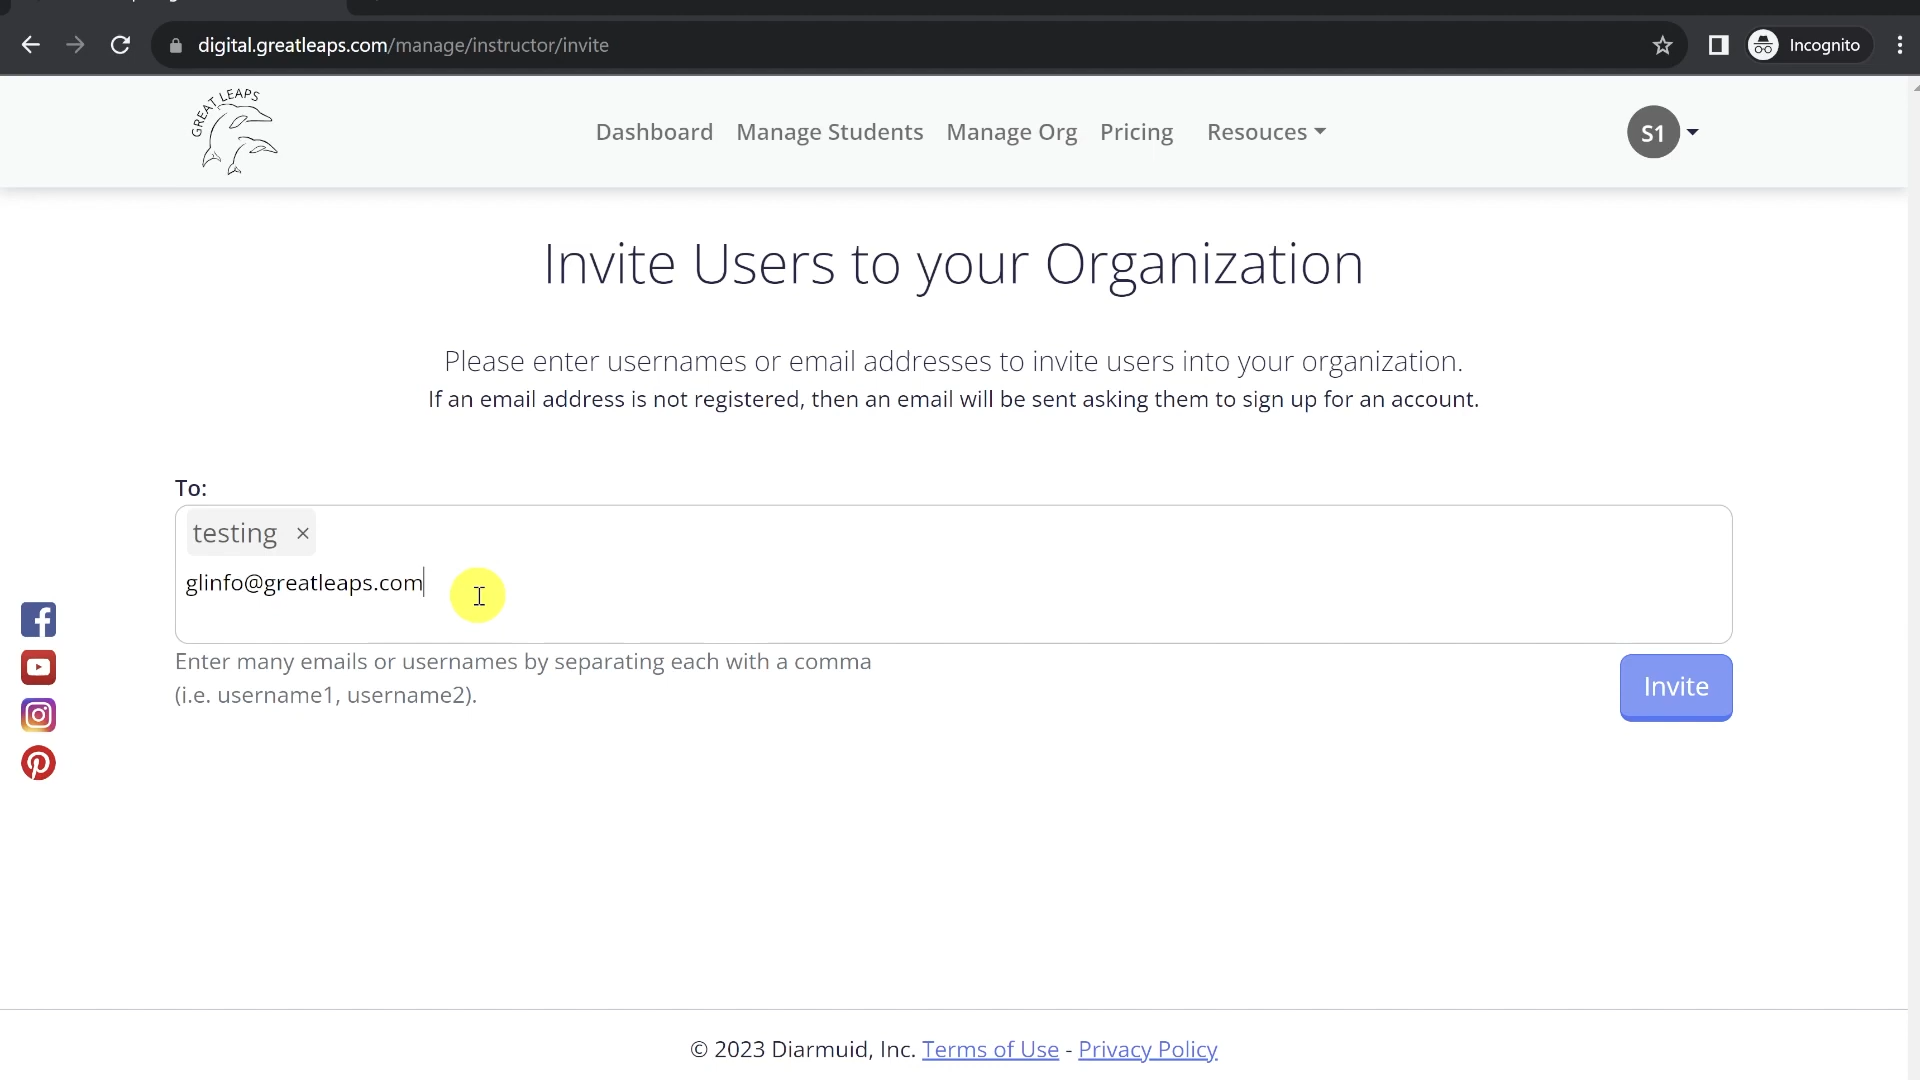 digital.greatleaps.com/manage/instructor/invite
Incognito
GREAT LEAPS
Dashboard Manage Students Manage Org Pricing Resouces
S1
Invite Users to your Organization
Please enter usernames or email addresses to invite users into your organization.
If an email address is not registered, then an email will be sent asking them to sign up for an account.
To:
testing ×
glinfo@greatleaps.com
Enter many emails or usernames by separating each with a comma
(i.e. username1, username2).
Invite
© 2023 Diarmuid, Inc. Terms of Use - Privacy Policy